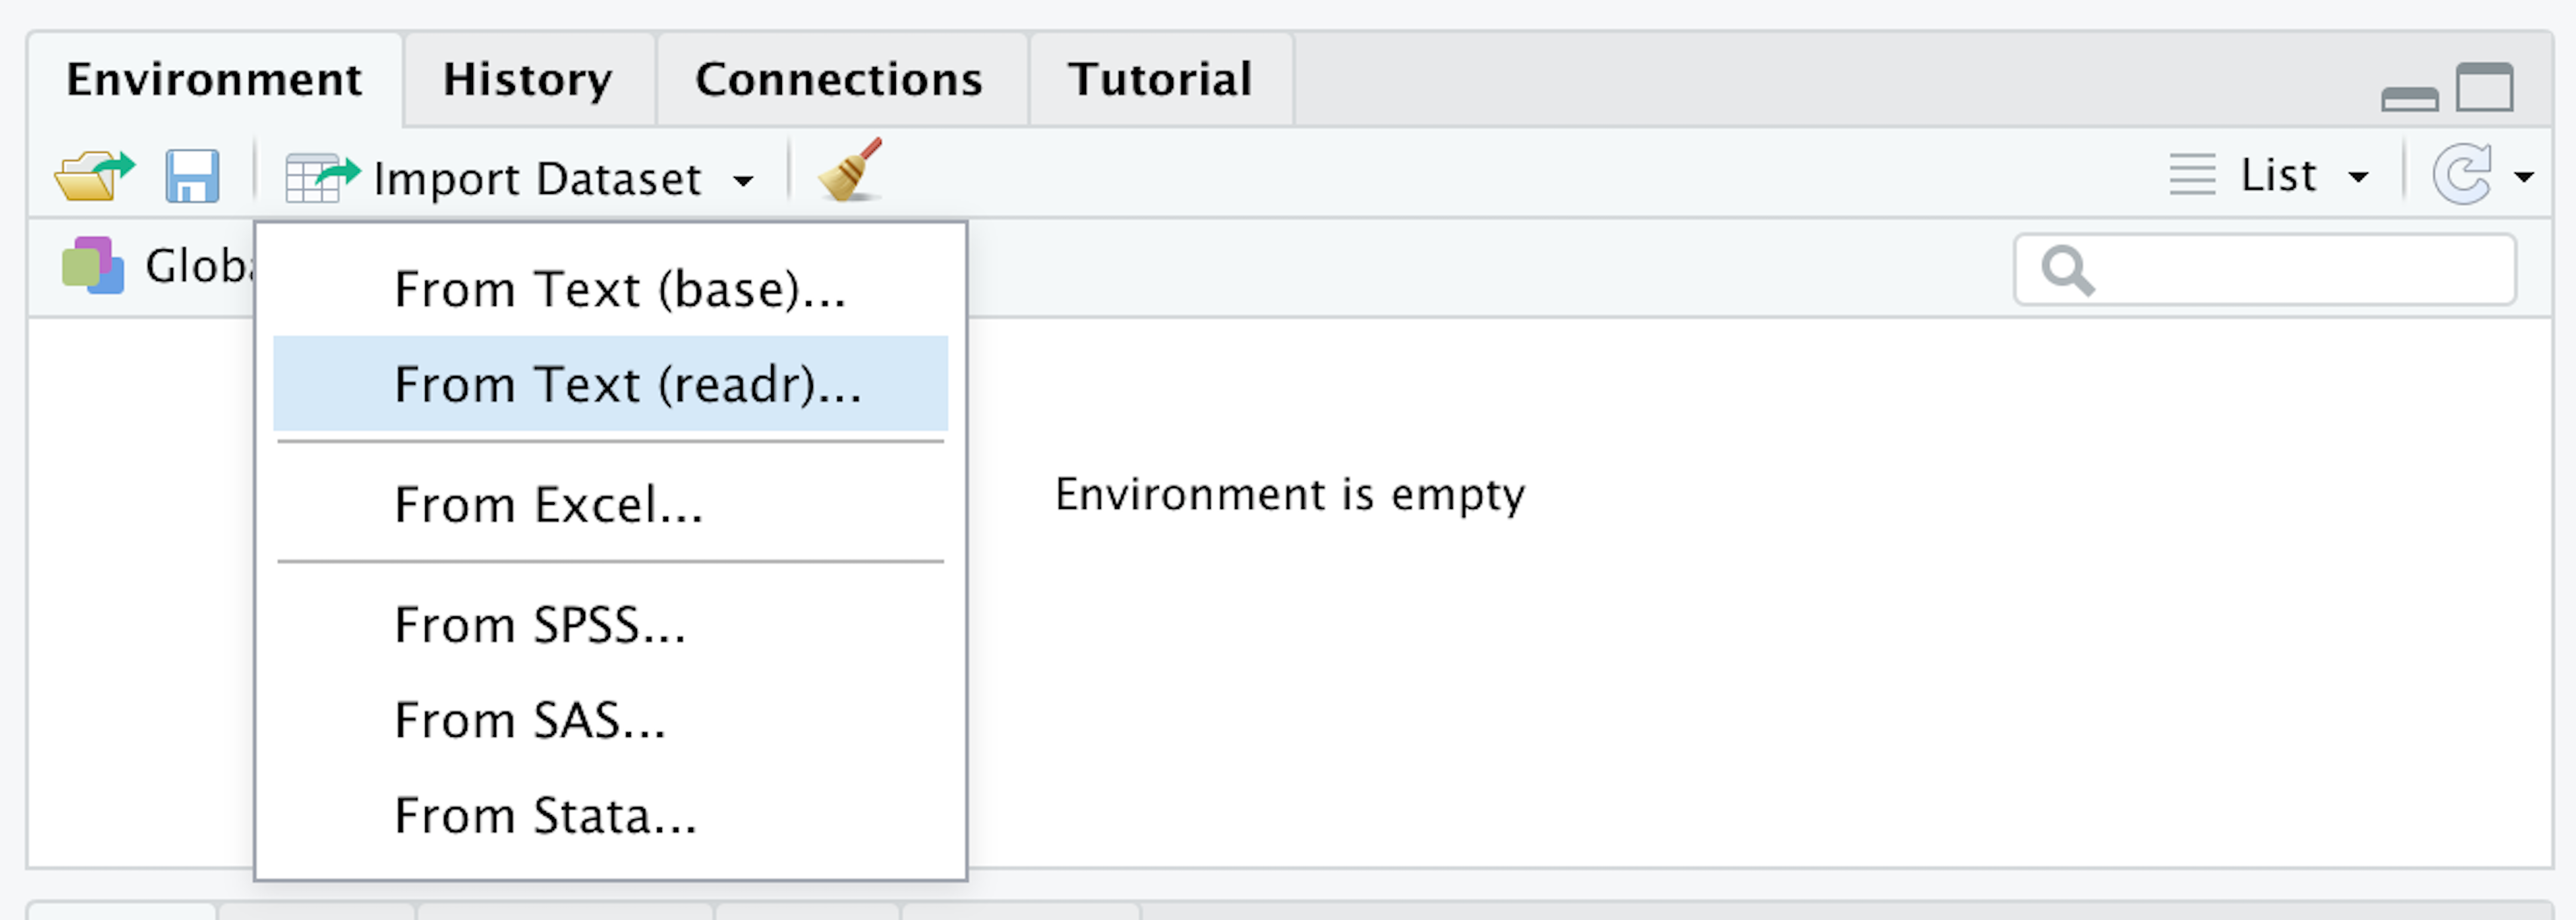 Environment History Connections Tutorial
Import Dataset List
From Text (base)...
From Text (readr)...
From Excel...
Environment is empty
From SPSS...
From SAS...
From Stata...